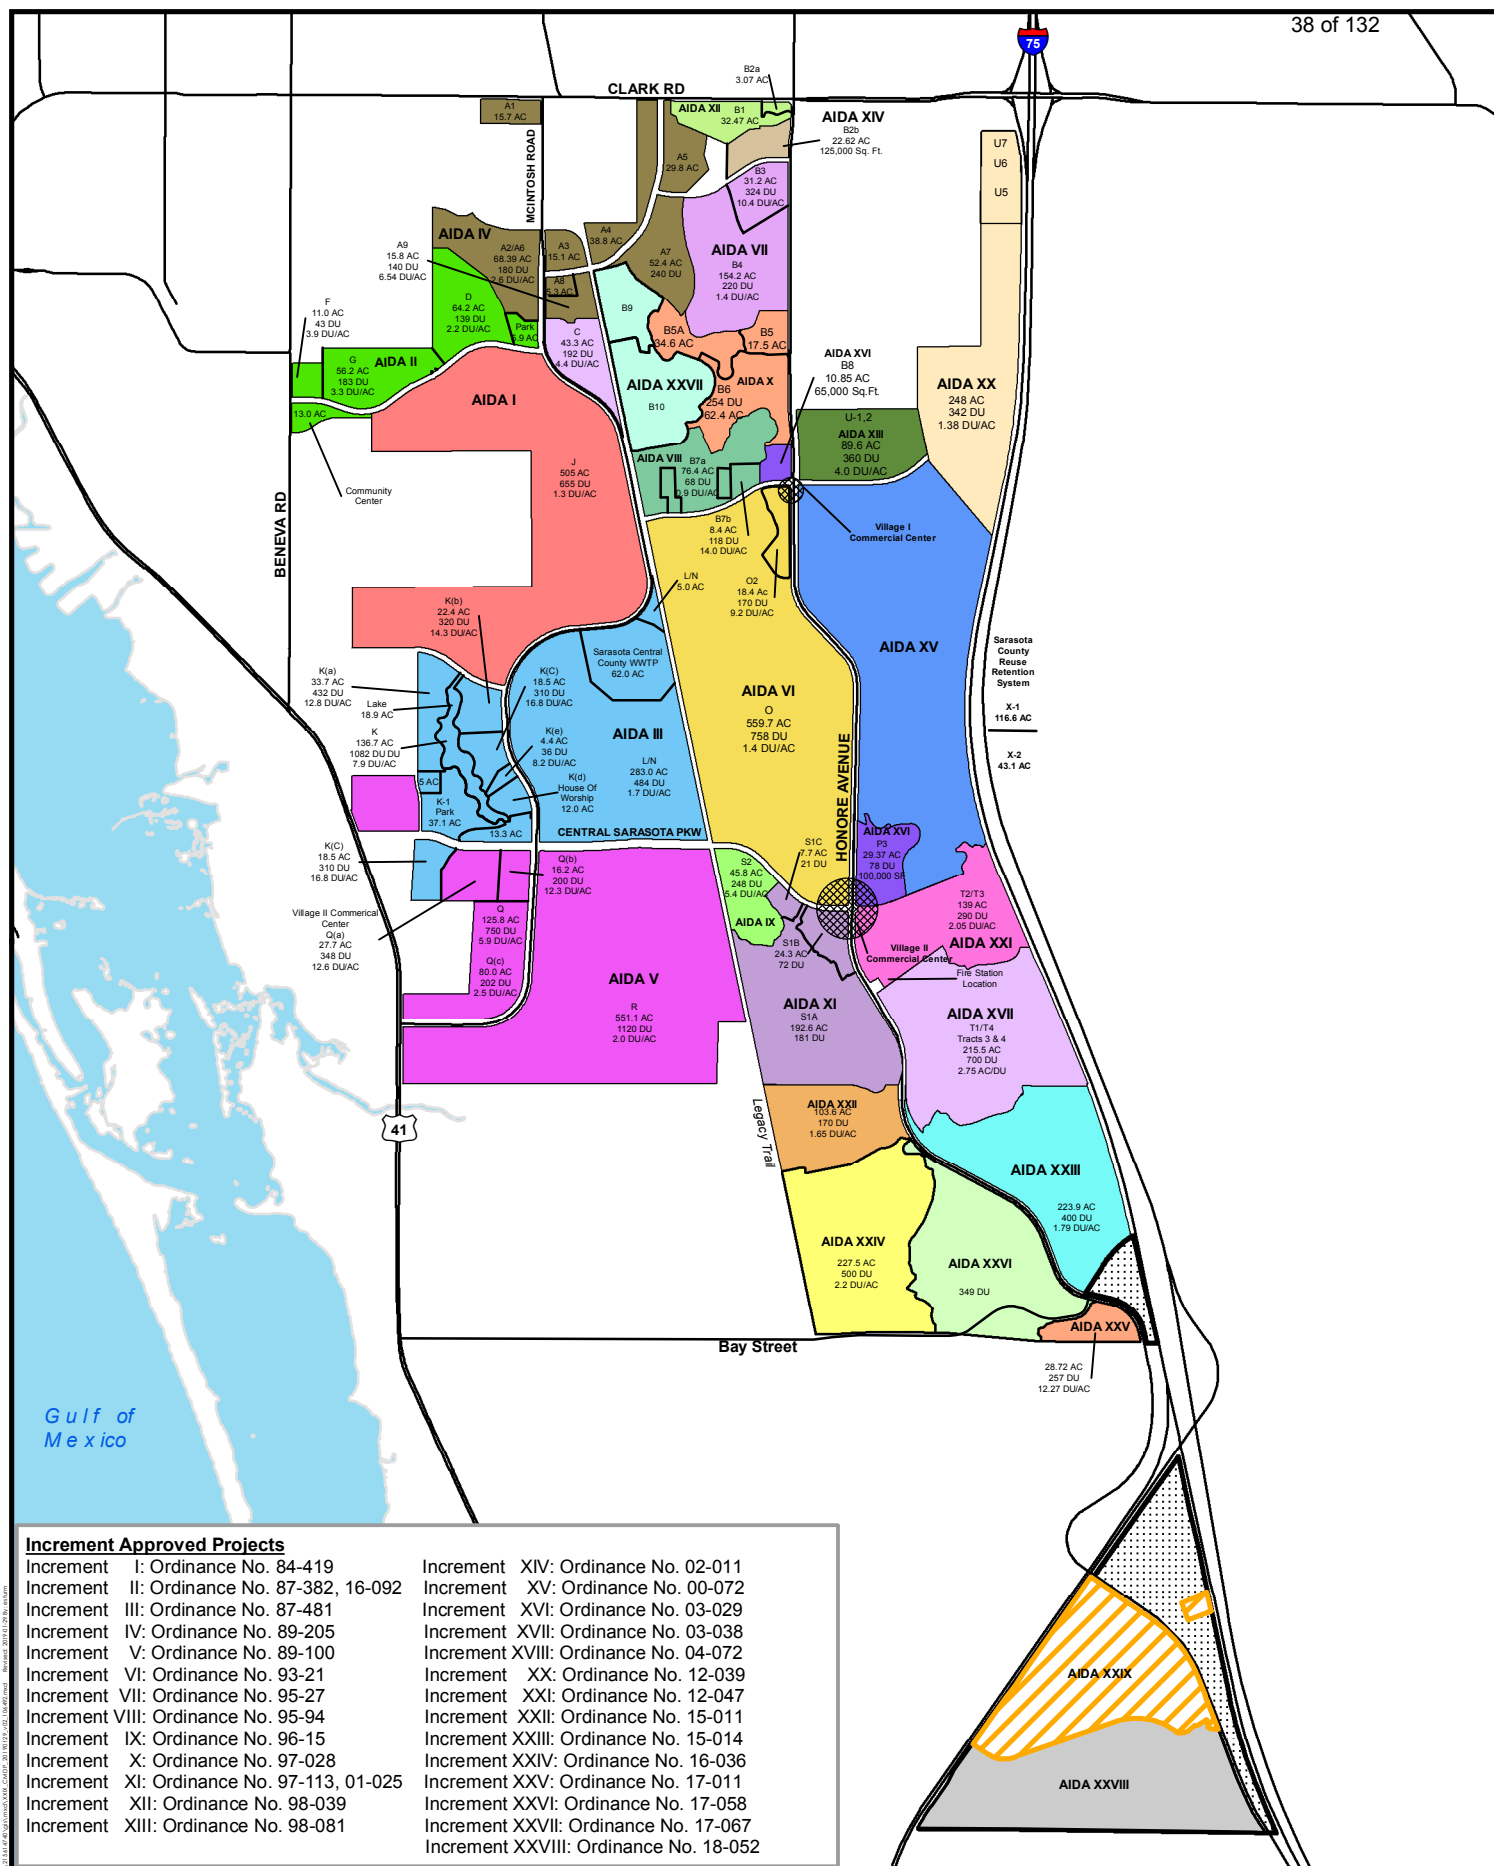 38 of 132
75
CLARK RD
B2a
3.07 AC
A1
15.7 AC
AIDA XII
B1
32.47 AC
AIDA XIV
B2b
22.62 AC
125,000 Sq. Ft.
MCINTOSH ROAD
A5
29.8 AC
B3
31.2 AC
324 DU
10.4 DU/AC
U7
U6
U5
AIDA IV
A2/A6
68.39 AC
180 DU
2.6 DU/AC
A9
15.8 AC
140 DU
6.54 DU/AC
A3
15.1 AC
A4
38.8 AC
A7
52.4 AC
240 DU
A8
5.3 AC
AIDA VII
B4
154.2 AC
220 DU
1.4 DU/AC
D
64.2 AC
139 DU
2.2 DU/AC
Park
5.9 AC
F
11.0 AC
43 DU
3.9 DU/AC
G
56.2 AC
183 DU
3.3 DU/AC
AIDA II
13.0 AC
Community
Center
C
43.3 AC
192 DU
4.4 DU/AC
B9
B5A
34.6 AC
B5
17.5 AC
AIDA XXVII
B10
AIDA X
B6
254 DU
62.4 AC
AIDA XVI
B8
10.85 AC
65,000 Sq.Ft.
AIDA XX
248 AC
342 DU
1.38 DU/AC
AIDA I
J
505 AC
655 DU
1.3 DU/AC
U-1,2
AIDA XIII
89.6 AC
360 DU
4.0 DU/AC
AIDA VIII
B7a
76.4 AC
68 DU
0.9 DU/AC
B7b
8.4 AC
118 DU
14.0 DU/AC
Village I
Commercial Center
BENEVA RD
O2
18.4 Ac
170 DU
9.2 DU/AC
L/N
5.0 AC
K(b)
22.4 AC
320 DU
14.3 DU/AC
AIDA XV
Sarasota
County
Reuse
Retention
System
X-1
116.6 AC
X-2
43.1 AC
Sarasota Central
County WWTP
62.0 AC
K(a)
33.7 AC
432 DU
12.8 DU/AC
Lake
18.9 AC
K(C)
18.5 AC
310 DU
16.8 DU/AC
K
136.7 AC
1082 DU DU
7.9 DU/AC
K(e)
4.4 AC
36 DU
8.2 DU/AC
AIDA III
L/N
283.0 AC
484 DU
1.7 DU/AC
AIDA VI
O
559.7 AC
758 DU
1.4 DU/AC
HONORE AVENUE
5 AC
K(d)
House Of
Worship
12.0 AC
K-1
Park
37.1 AC
13.3 AC
CENTRAL SARASOTA PKW
AIDA XVI
P3
29.37 AC
78 DU
100,000 SF
K(C)
18.5 AC
310 DU
16.8 DU/AC
S1C
7.7 AC
21 DU
S2
45.8 AC
248 DU
5.4 DU/AC
AIDA IX
Q(b)
16.2 AC
200 DU
12.3 DU/AC
Village II Commerical
Center
Q(a)
27.7 AC
348 DU
12.6 DU/AC
Q
125.8 AC
750 DU
5.9 DU/AC
Q(c)
80.0 AC
202 DU
2.5 DU/AC
T2/T3
139 AC
290 DU
2.05 DU/AC
AIDA XXI
S1B
24.3 AC
72 DU
Village II
Commercial Center
Fire Station
Location
AIDA V
R
551.1 AC
1120 DU
2.0 DU/AC
AIDA XI
S1A
192.6 AC
181 DU
AIDA XVII
T1/T4
Tracts 3 & 4
215.5 AC
700 DU
2.75 AC/DU
Legacy Trail
AIDA XXII
103.6 AC
170 DU
1.65 DU/AC
41
AIDA XXIII
223.9 AC
400 DU
1.79 DU/AC
AIDA XXIV
227.5 AC
500 DU
2.2 DU/AC
AIDA XXVI
349 DU
AIDA XXV
28.72 AC
257 DU
12.27 DU/AC
Bay Street
Gulf of
Mexico
AIDA XXIX
AIDA XXVIII
Increment Approved Projects
Increment I: Ordinance No. 84-419
Increment II: Ordinance No. 87-382, 16-092
Increment III: Ordinance No. 87-481
Increment IV: Ordinance No. 89-205
Increment V: Ordinance No. 89-100
Increment VI: Ordinance No. 93-21
Increment VII: Ordinance No. 95-27
Increment VIII: Ordinance No. 95-94
Increment IX: Ordinance No. 96-15
Increment X: Ordinance No. 97-028
Increment XI: Ordinance No. 97-113, 01-025
Increment XII: Ordinance No. 98-039
Increment XIII: Ordinance No. 98-081
Increment XIV: Ordinance No. 02-011
Increment XV: Ordinance No. 00-072
Increment XVI: Ordinance No. 03-029
Increment XVII: Ordinance No. 03-038
Increment XVIII: Ordinance No. 04-072
Increment XX: Ordinance No. 12-039
Increment XXI: Ordinance No. 12-047
Increment XXII: Ordinance No. 15-011
Increment XXIII: Ordinance No. 15-014
Increment XXIV: Ordinance No. 16-036
Increment XXV: Ordinance No. 17-011
Increment XXVI: Ordinance No. 17-058
Increment XXVII: Ordinance No. 17-067
Increment XXVIII: Ordinance No. 18-052